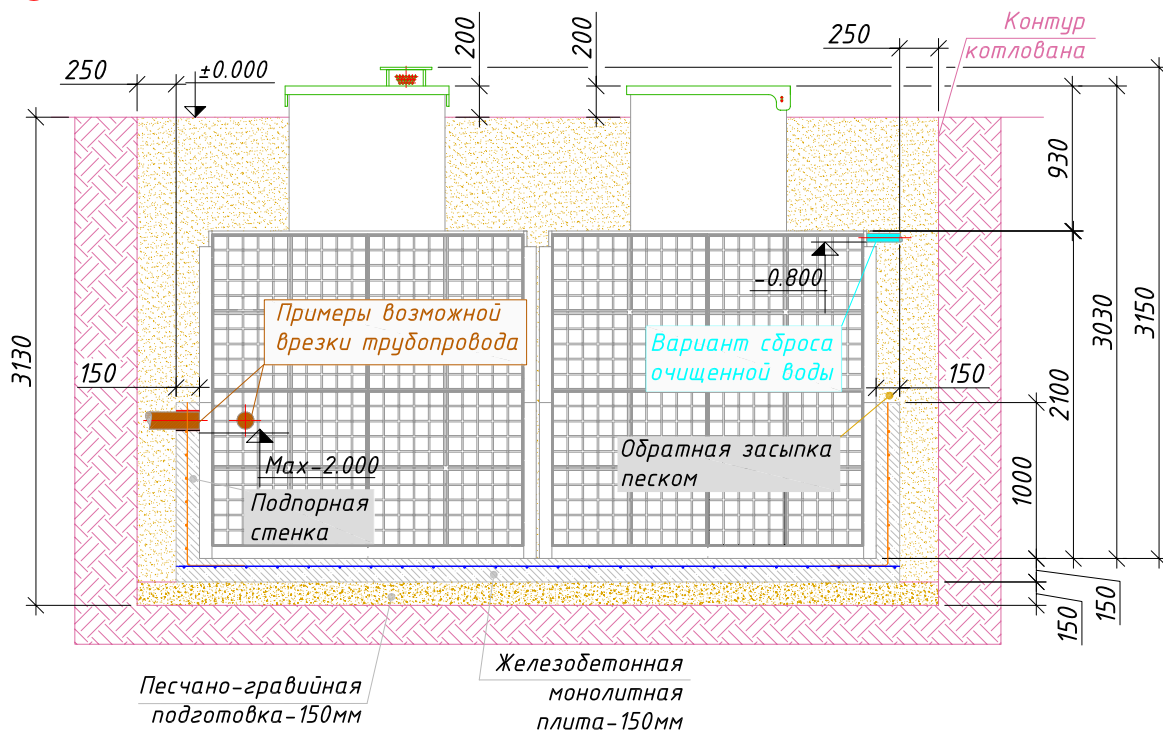 200
200
250
Контур
котлована
250
±0.000
930
3030
3150
-0.800
Примеры возможной
врезки трубопровода
Вариант сброса
очищенной воды
3130
150
150
2100
Обратная засыпка
песком
Max-2.000
1000
Подпорная
стенка
150
150
Железобетонная
монолитная
плита-150мм
Песчано-гравийная
подготовка-150мм